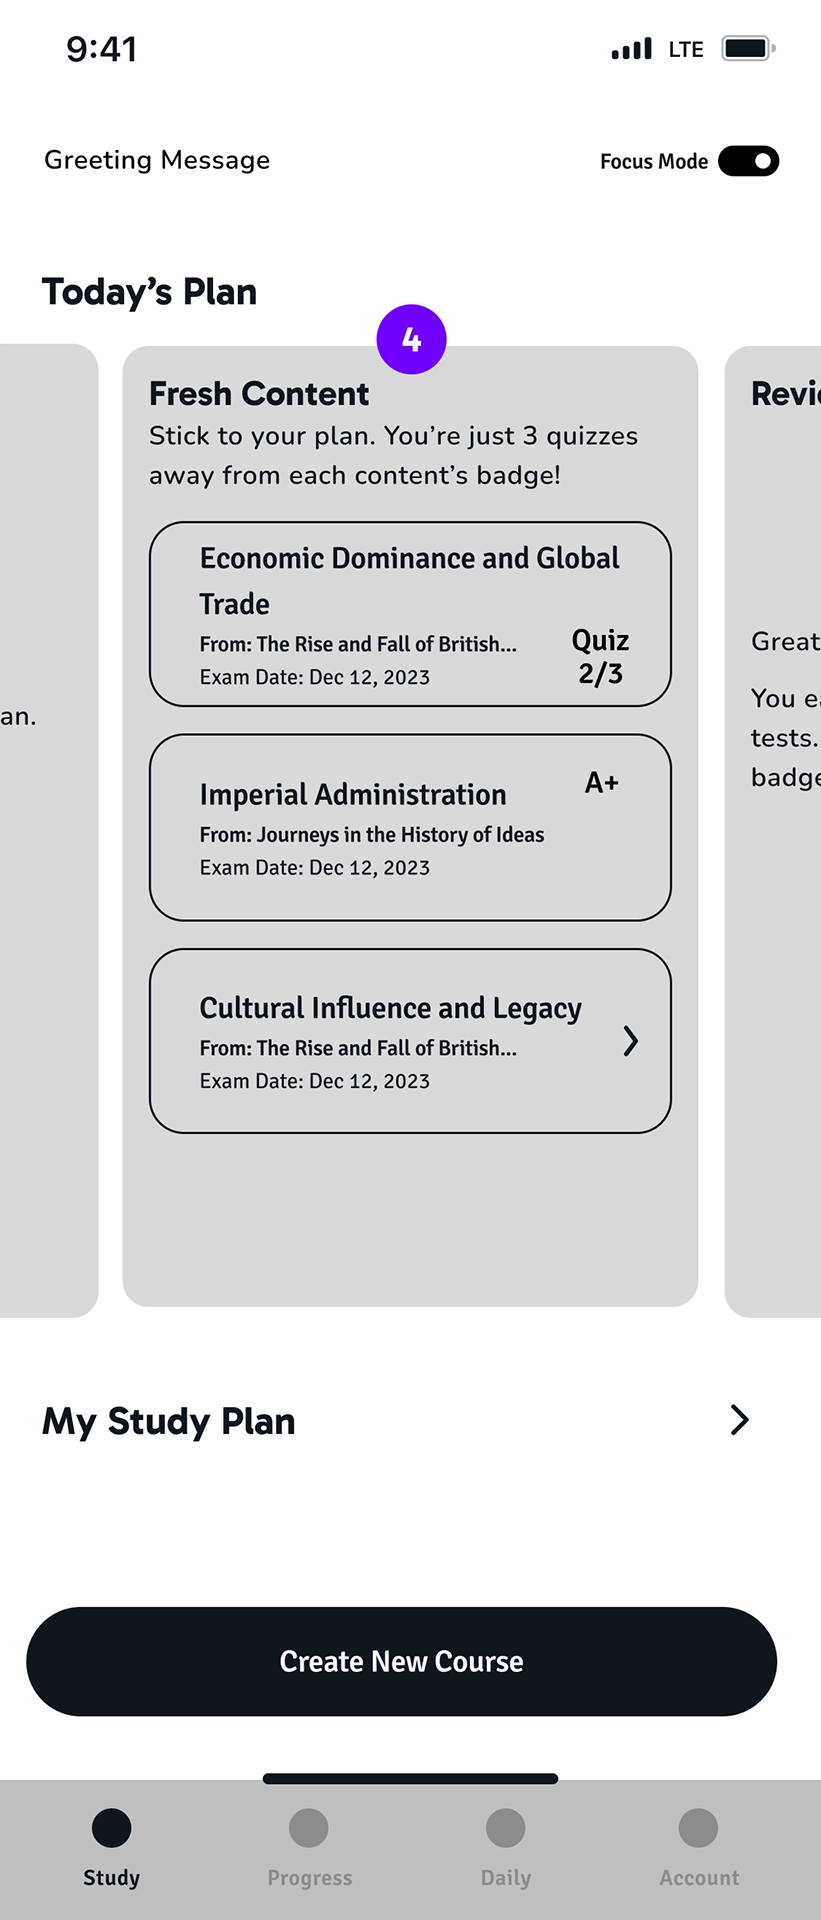 9:41
LTE
Greeting Message
Focus Mode
Today's Plan
4
Fresh Content
Stick to your plan. You're just 3 quizzes
away from each content's badge!
Economic Dominance and Global
Trade
From: The Rise and Fall of British...
Exam Date: Dec 12, 2023
Quiz
2/3
Imperial Administration
A+
From: Journeys in the History of Ideas
Exam Date: Dec 12, 2023
Cultural Influence and Legacy
From: The Rise and Fall of British...
Exam Date: Dec 12, 2023
an.
Revi
Great
You ea
tests.
badge
My Study Plan
Create New Course
Study
Progress
Daily
Account